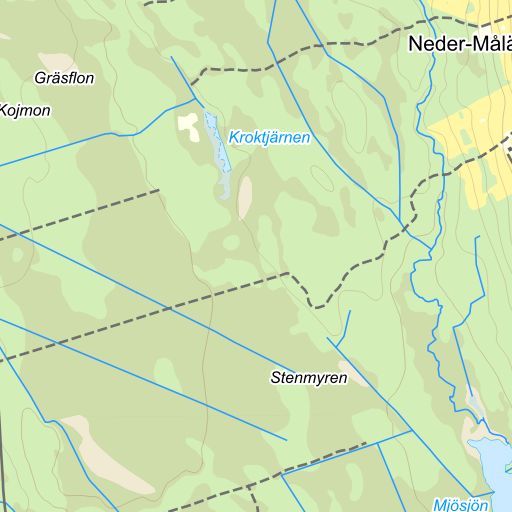 Neder-Målä
Gräsflon
Kojmon
Kroktjärnen
Stenmyren
Mjösjön